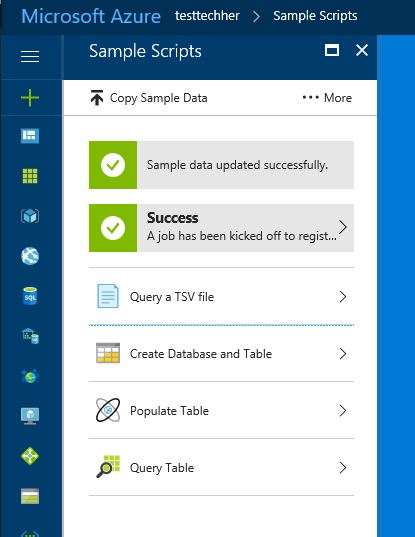 Microsoft Azure testtechher > Sample Scripts
Sample Scripts
Copy Sample Data ••• More
Sample data updated successfully.
Success
A job has been kicked off to regist...
Query a TSV file
Create Database and Table
Populate Table
Query Table
SQL